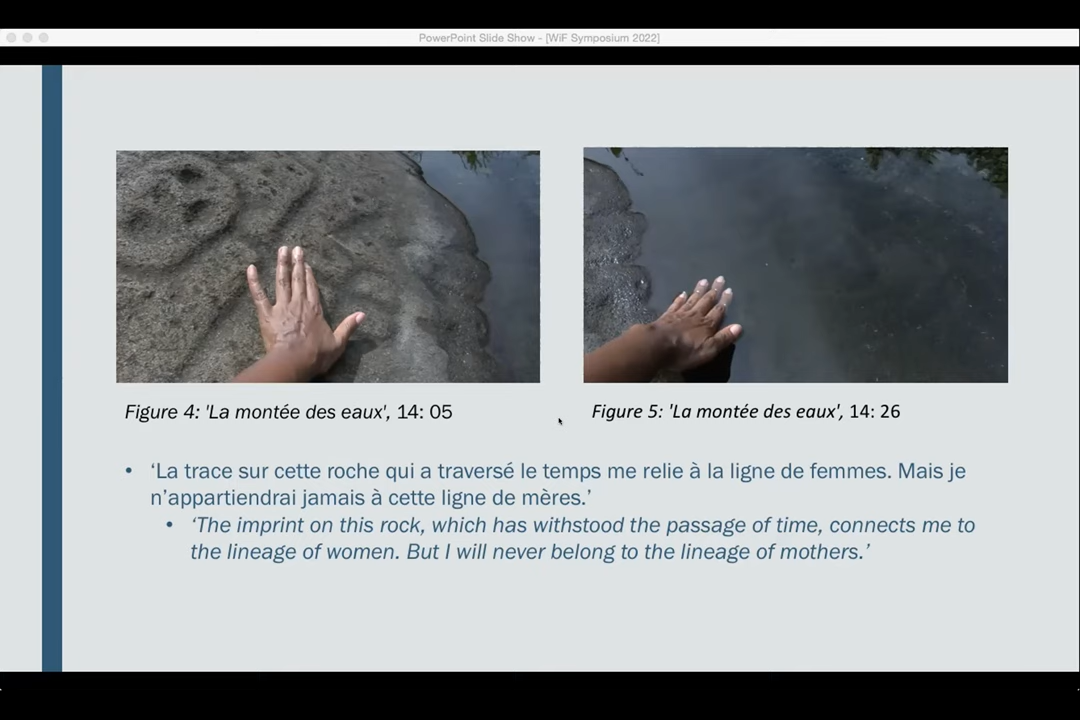 PowerPoint Slide Show - [WiF Symposium 2022]
Figure 4: 'La montée des eaux', 14: 05
Figure 5: 'La montée des eaux', 14: 26
• ‘La trace sur cette roche qui a traversé le temps me relie à la ligne de femmes. Mais je
n’appartiendrai jamais à cette ligne de mères.’
• ‘The imprint on this rock, which has withstood the passage of time, connects me to
the lineage of women. But I will never belong to the lineage of mothers.’